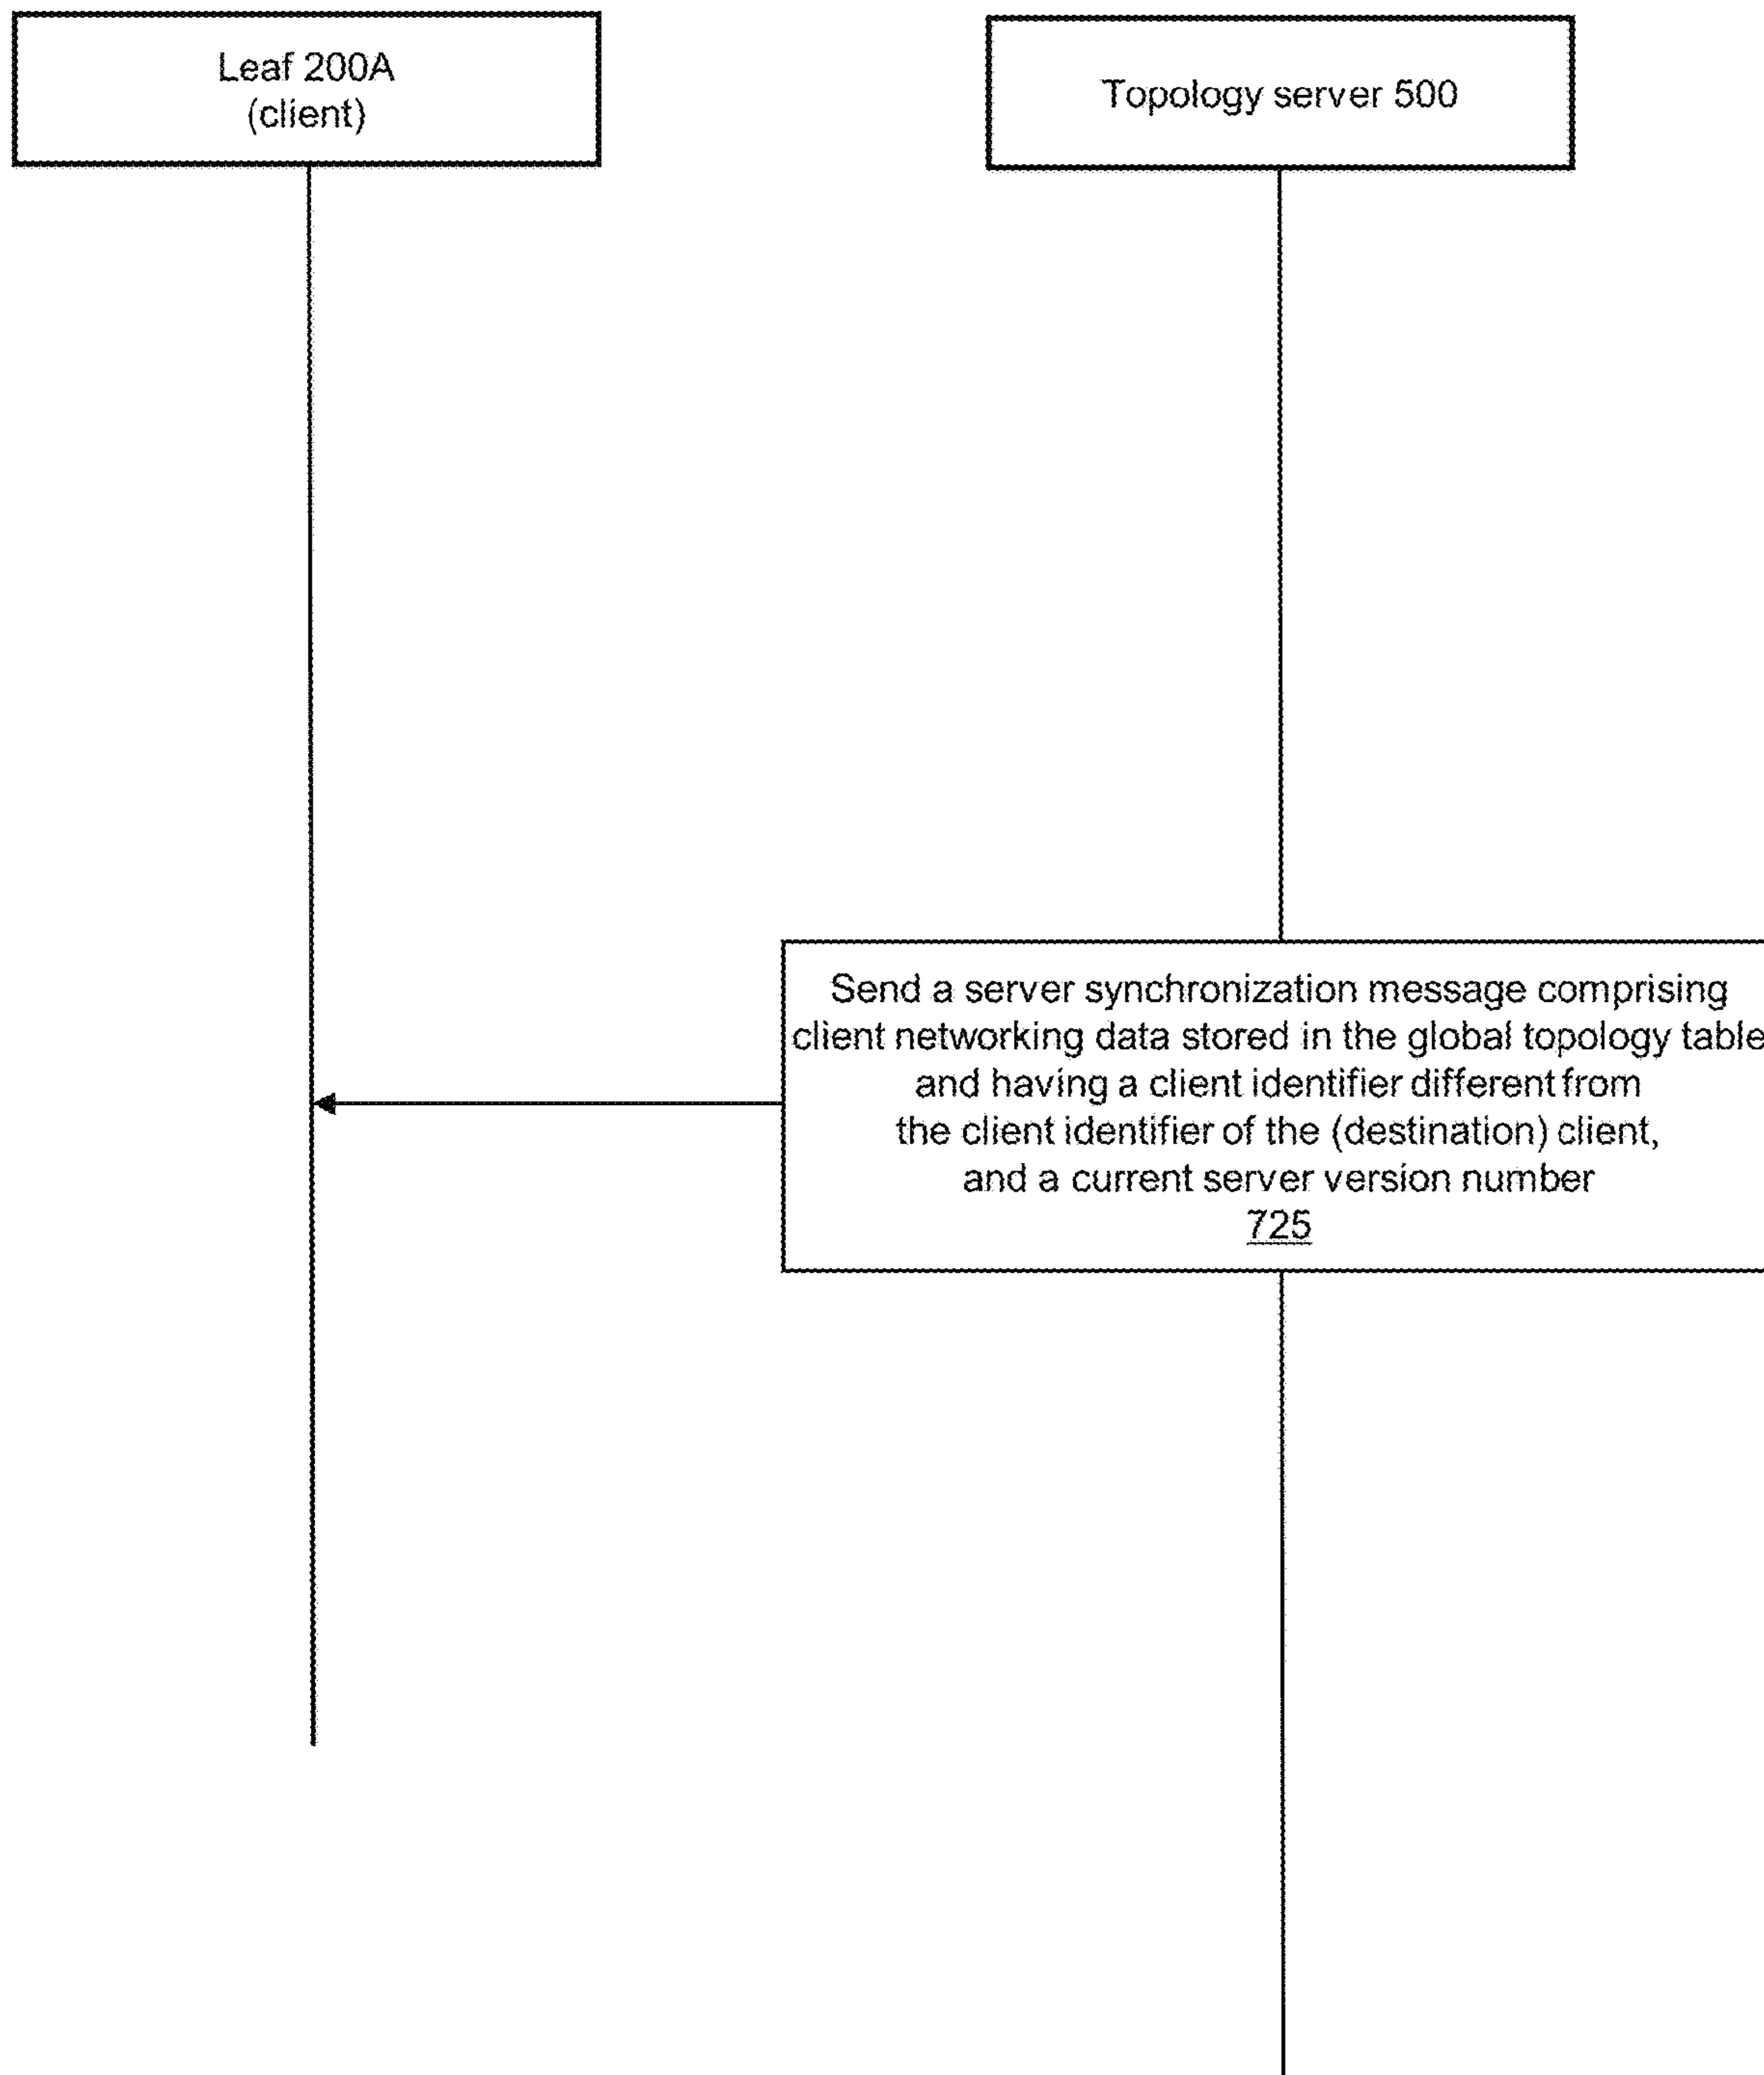 Leaf 200A
(client)
Topology server 500
Send a server synchronization message comprising
client networking data stored in the global topology table
and having a client identifier different from
the client identifier of the (destination) client,
and a current server version number
725